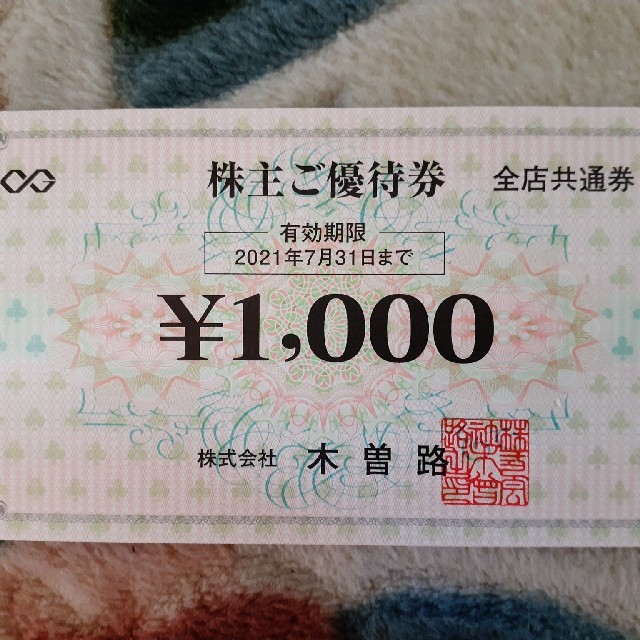 株主ご優待券
全店共通券
有効期限
2021年7月31日まで
¥1,000
株式会社 木曽路